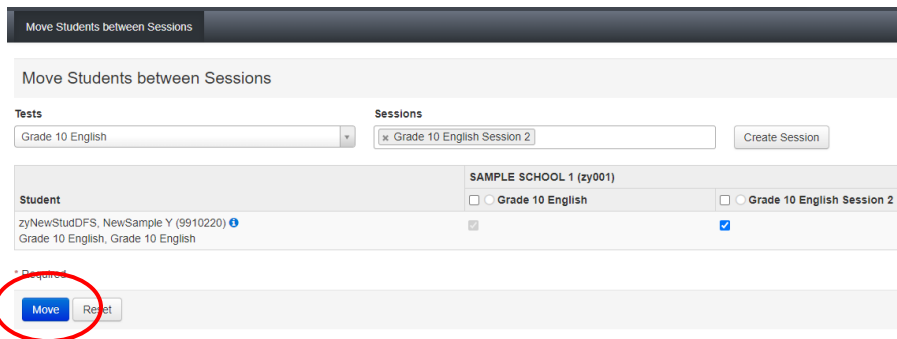 Move Students between Sessions
Move Students between Sessions
Tests
Sessions
Grade 10 English
× Grade 10 English Session 2
Create Session
SAMPLE SCHOOL 1 (zy001)
Student
Grade 10 English
Grade 10 English Session 2
zyNewStudDFS, NewSample Y (9910220)
Grade 10 English, Grade 10 English
* Required
Move
Reset